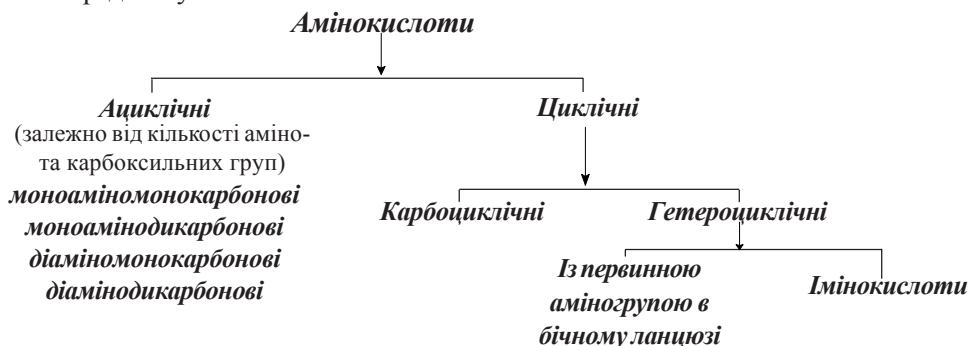 Амінокислоти
Ациклічні
(залежно від кількості аміно-
та карбоксильних груп)
моноаміномонокарбонові
моноамінодикарбонові
діаміномонокарбонові
діамінодикарбонові
Циклічні
Карбоциклічні
Гетероциклічні
Із первинною
аміногрупою в
бічному ланцюзі
Імінокислоти